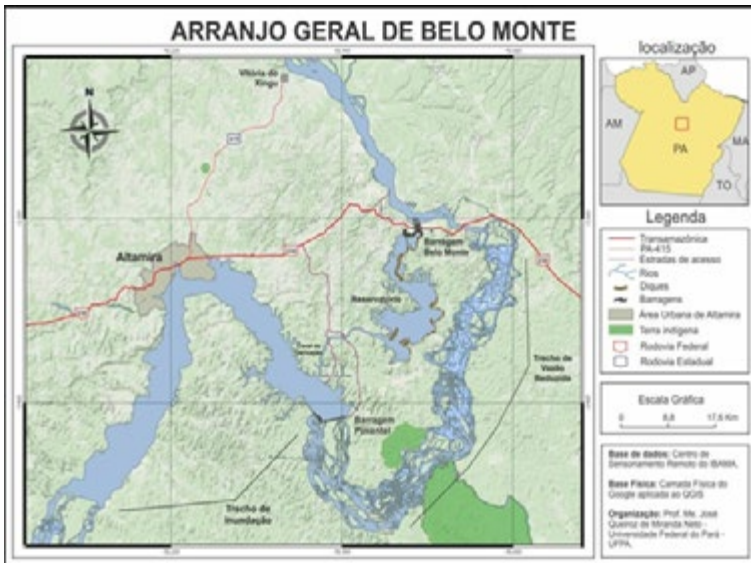 ARRANJO GERAL DE BELO MONTE
Vitória do
Xingu
N
Altamira
Barragem
Belo Monte
Reservatório
Trecho de
Vazão
Reduzida
Barragem
Pimental
Trecho de
Inundação
localização
AP
AM
PA
MA
TO
Legenda
Transamazônica
PA-415
Estradas de acesso
Rios
Diques
Barragens
Área Urbana de Altamira
Terra indígena
Rodovia Federal
Rodovia Estadual
Escala Gráfica
0 8,8 17,6 Km
Base de dados: Centro de
Sensoriamento Remoto do IBAMA.
Base Física: Camada Física do
Google aplicada ao QGIS
Organização: Prof. Me. José
Queiroz de Miranda Neto -
Universidade Federal do Pará -
UFPA.